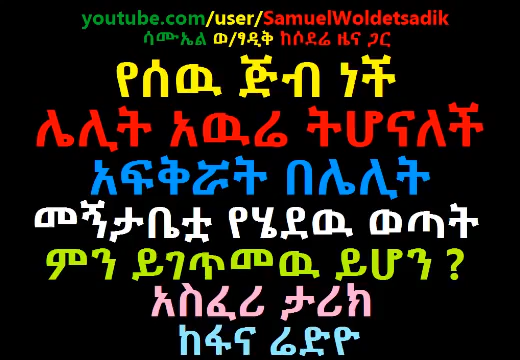 youtube.com/user/SamuelWoldetsadik
ሳሙኤል ወ/ፃዲቅ ከሶደሬ ዜና ጋር
የሰዉ ጅብ ነች
ሌሊት አዉሬ ትሆናለች
አፍቅሯት በሌሊት
መኝታቤቷ የሄደዉ ወጣት
ምን ይገጥመዉ ይሆን ?
አስፈሪ ታሪክ
ከፋና ሬድዮ